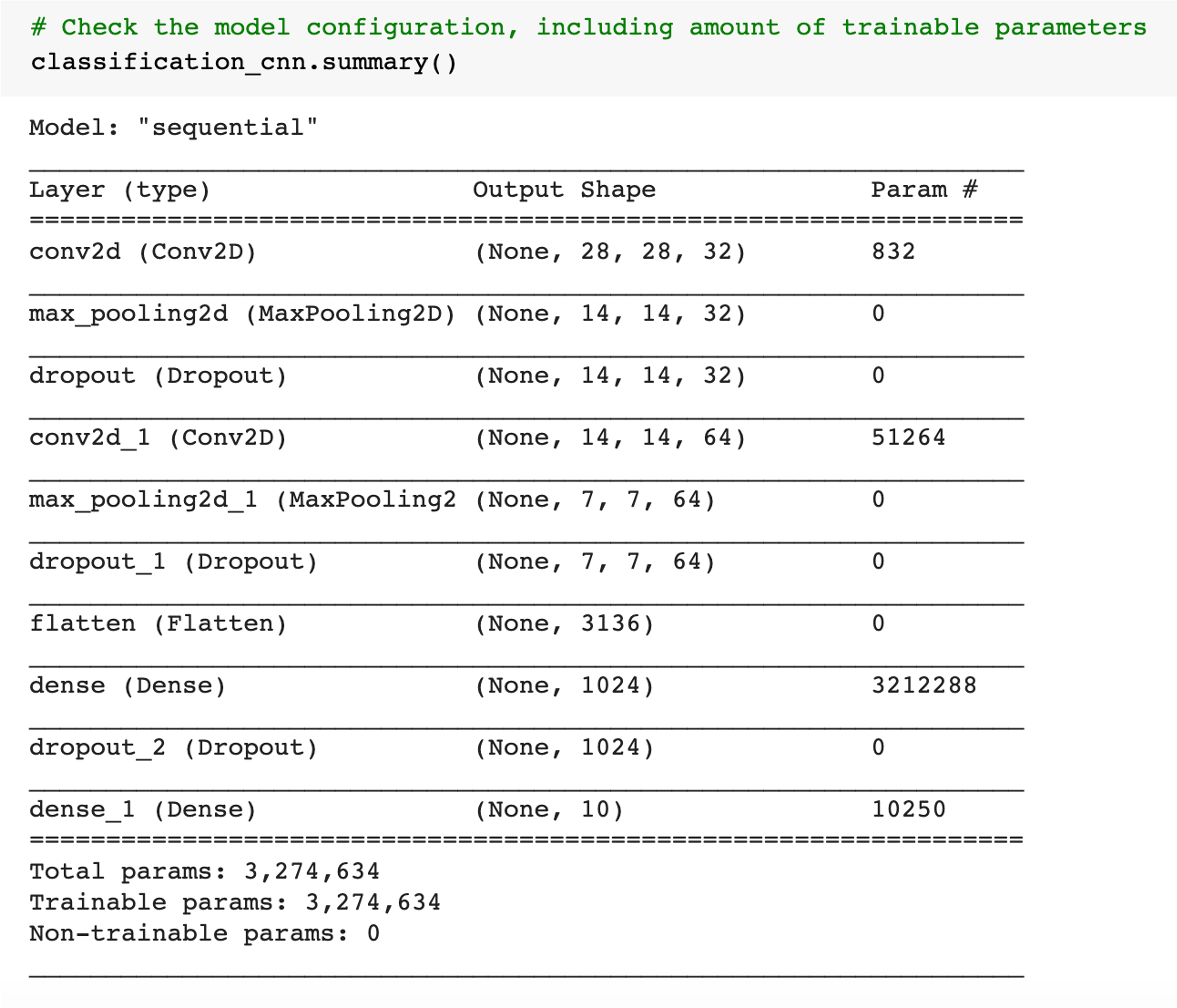 # Check the model configuration, including amount of trainable parameters
classification_cnn.summary()
Model: "sequential"
Layer (type) Output Shape Param #
=================================================================
conv2d (Conv2D) (None, 28, 28, 32) 832
max_pooling2d (MaxPooling2D) (None, 14, 14, 32) 0
dropout (Dropout) (None, 14, 14, 32) 0
conv2d_1 (Conv2D) (None, 14, 14, 64) 51264
max_pooling2d_1 (MaxPooling2 (None, 7, 7, 64) 0
dropout_1 (Dropout) (None, 7, 7, 64) 0
flatten (Flatten) (None, 3136) 0
dense (Dense) (None, 1024) 3212288
dropout_2 (Dropout) (None, 1024) 0
dense_1 (Dense) (None, 10) 10250
=================================================================
Total params: 3,274,634
Trainable params: 3,274,634
Non-trainable params: 0